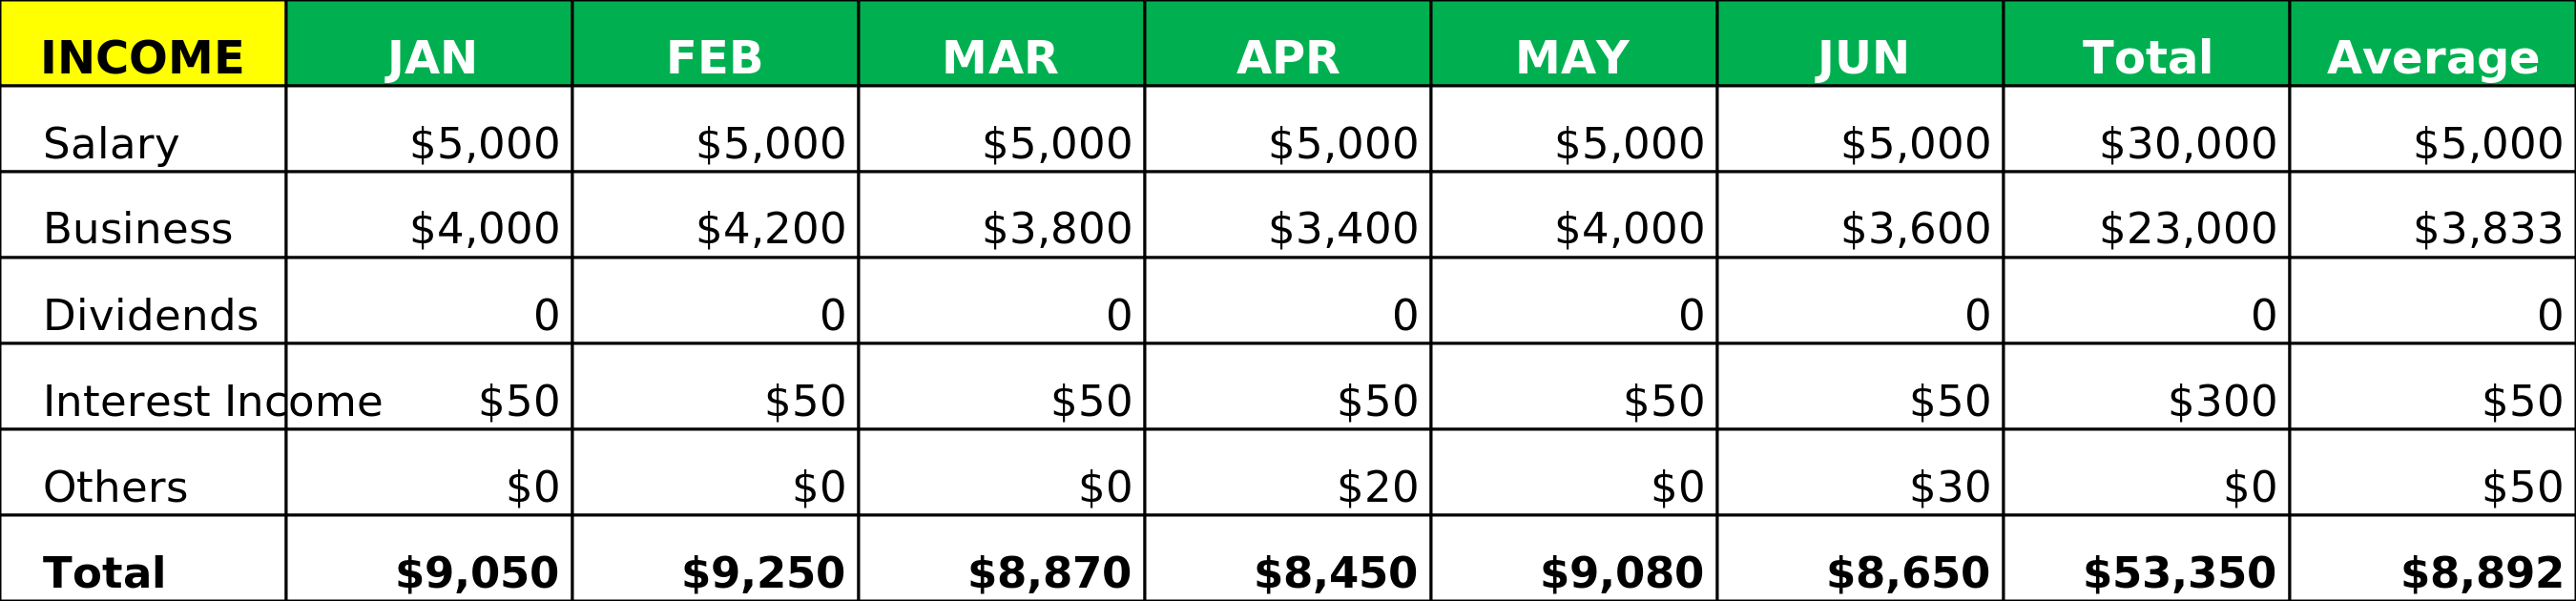 INCOME JAN FEB MAR APR MAY JUN Total Average
Salary $5,000 $5,000 $5,000 $5,000 $5,000 $5,000 $30,000 $5,000
Business $4,000 $4,200 $3,800 $3,400 $4,000 $3,600 $23,000 $3,833
Dividends 0 0 0 0 0 0 0 0
Interest Income $50 $50 $50 $50 $50 $50 $300 $50
Others $0 $0 $0 $20 $0 $30 $0 $50
Total $9,050 $9,250 $8,870 $8,450 $9,080 $8,650 $53,350 $8,892